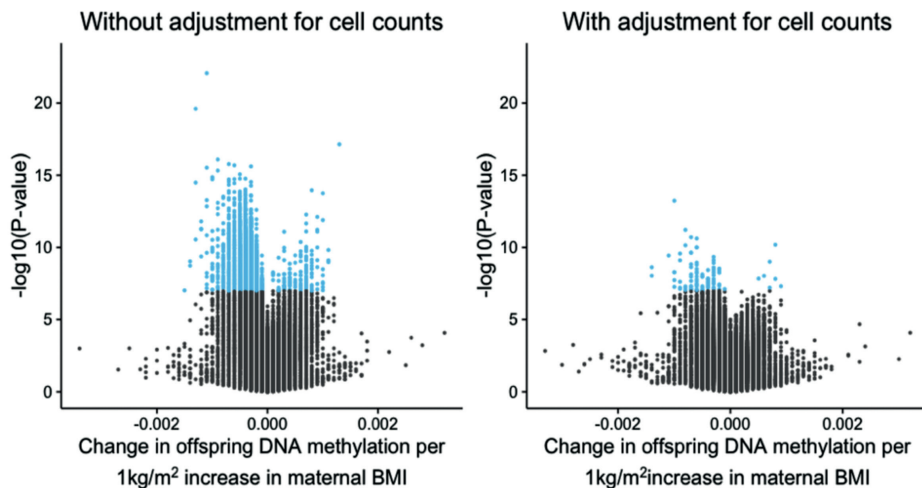 Without adjustment for cell counts
20
15
10
5
0
-log10(P-value)
-0.002
0.000
0.002
Change in offspring DNA methylation per
1kg/m² increase in maternal BMI
With adjustment for cell counts
20
15
10
5
0
-log10(P-value)
-0.002
0.000
0.002
Change in offspring DNA methylation per
1kg/m²increase in maternal BMI